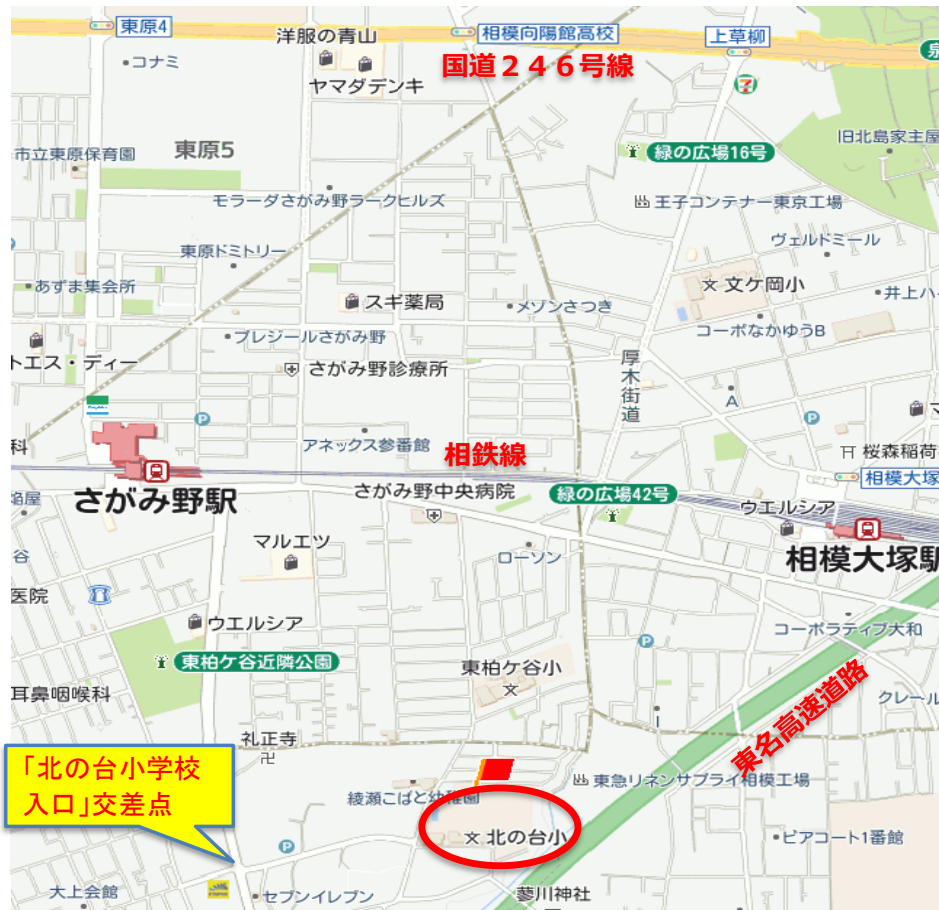 東原4
洋服の青山
相模向陽館高校
上草柳
コナミ
国道２４６号線
ヤマダデンキ
市立東原保育園
東原5
緑の広場16号
旧北島家主屋
モラーダさがみ野ラークヒルズ
王子コンテナー東京工場
東原ドミトリー
ヴェルドミール
あずま集会所
スギ薬局
メゾンさつき
文ケ岡小
井上ハ
プレジールさがみ野
コーポなかゆうB
トエス・ディー
さがみ野診療所
厚木街道
A
P
P
科
アネックス参番館
相鉄線
桜森稲荷
さがみ野駅
さがみ野中央病院
緑の広場42号
相模大塚
ウエルシア
マルエツ
ローソン
相模大塚駅
谷
医院
ウエルシア
コーポラティブ大和
P
東柏ケ谷近隣公園
東柏ケ谷小
耳鼻咽喉科
クレール
I
東名高速道路
礼正寺
「北の台小学校
入口」交差点
綾瀬こばと幼稚園
東急リネンサプライ相模工場
P
北の台小
ビアコート1番館
大上会館
セブンイレブン
蓼川神社